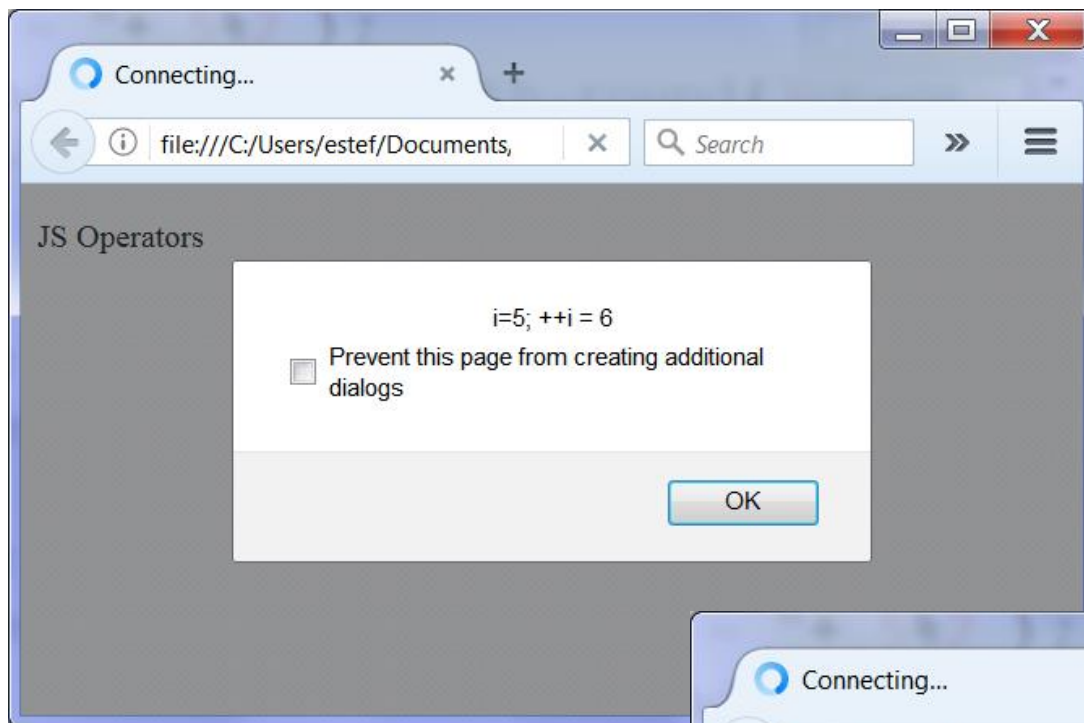 Connecting...
file:///C:/Users/estef/Documents,
Search
JS Operators
i=5; ++i = 6
Prevent this page from creating additional
dialogs
OK
Connecting...